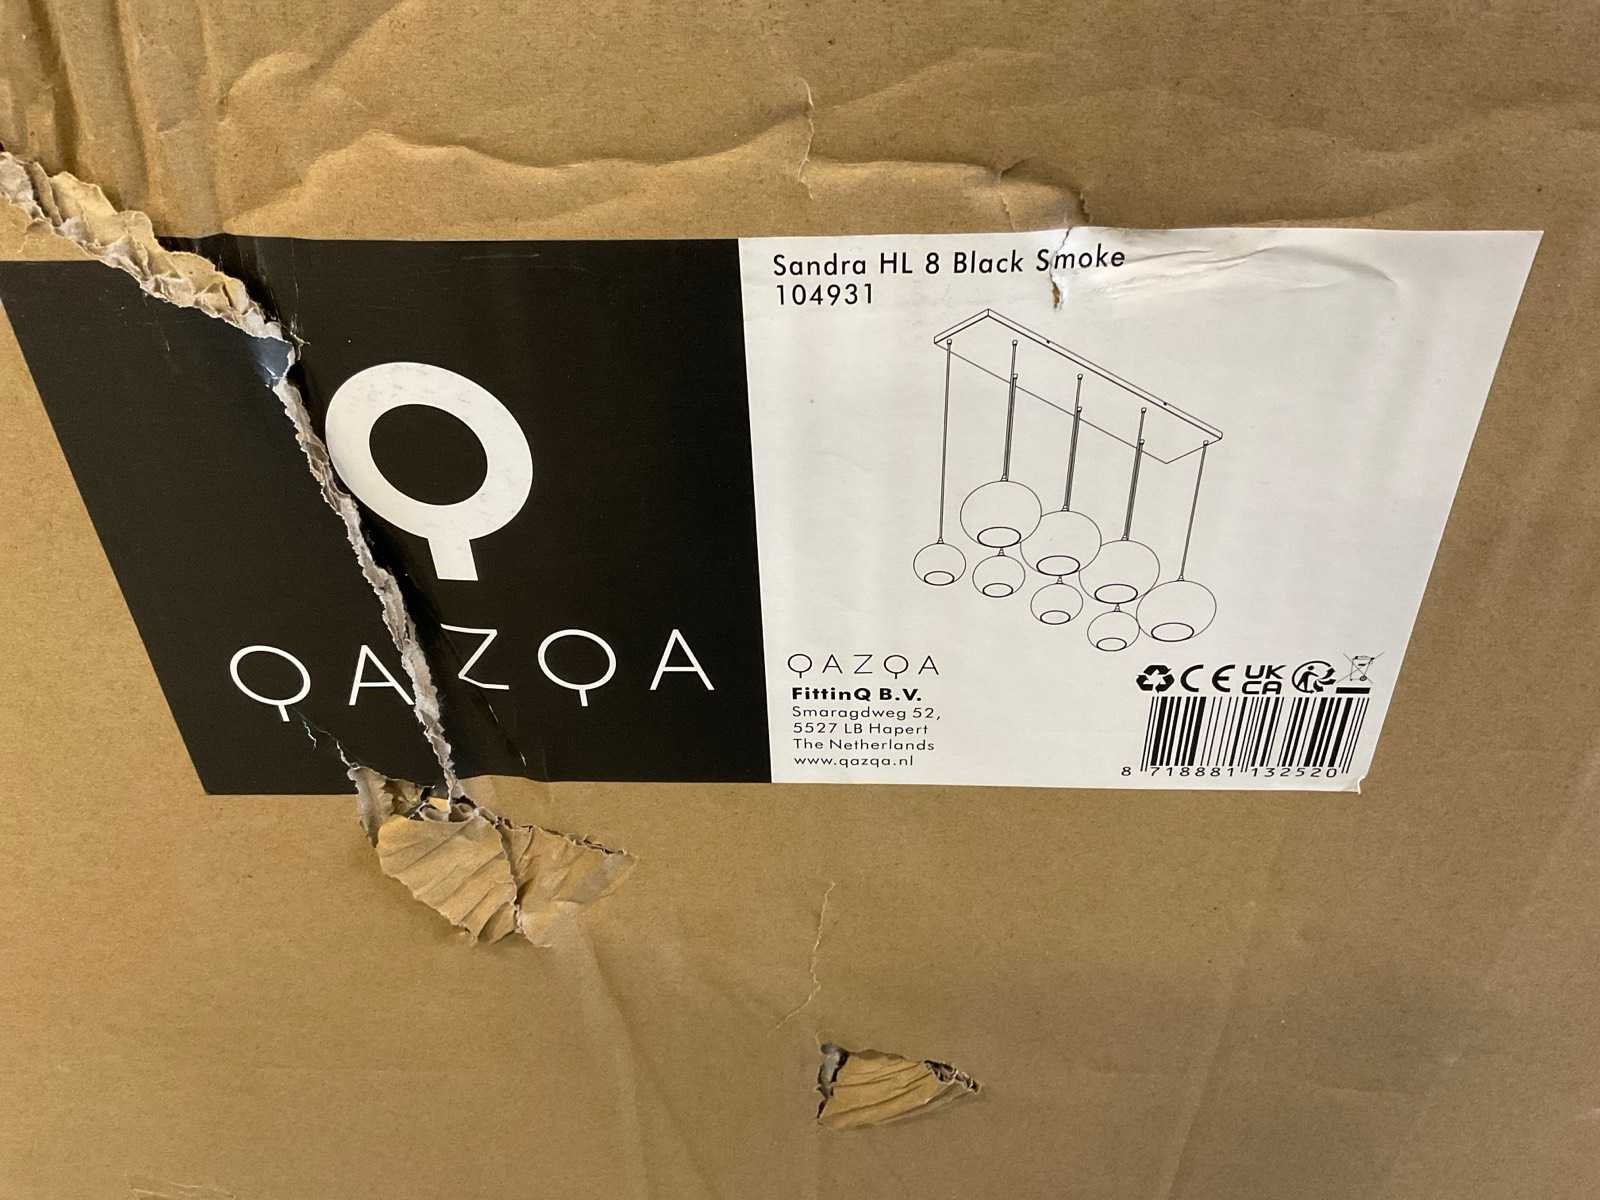 QAZQA
Sandra HL 8 Black Smoke
104931
QAZQA
FittinQ B.V.
Smaragdweg 52,
5527 LB Hapert
The Netherlands
www.qazqa.nl
CE UK CA
8 718881 132520